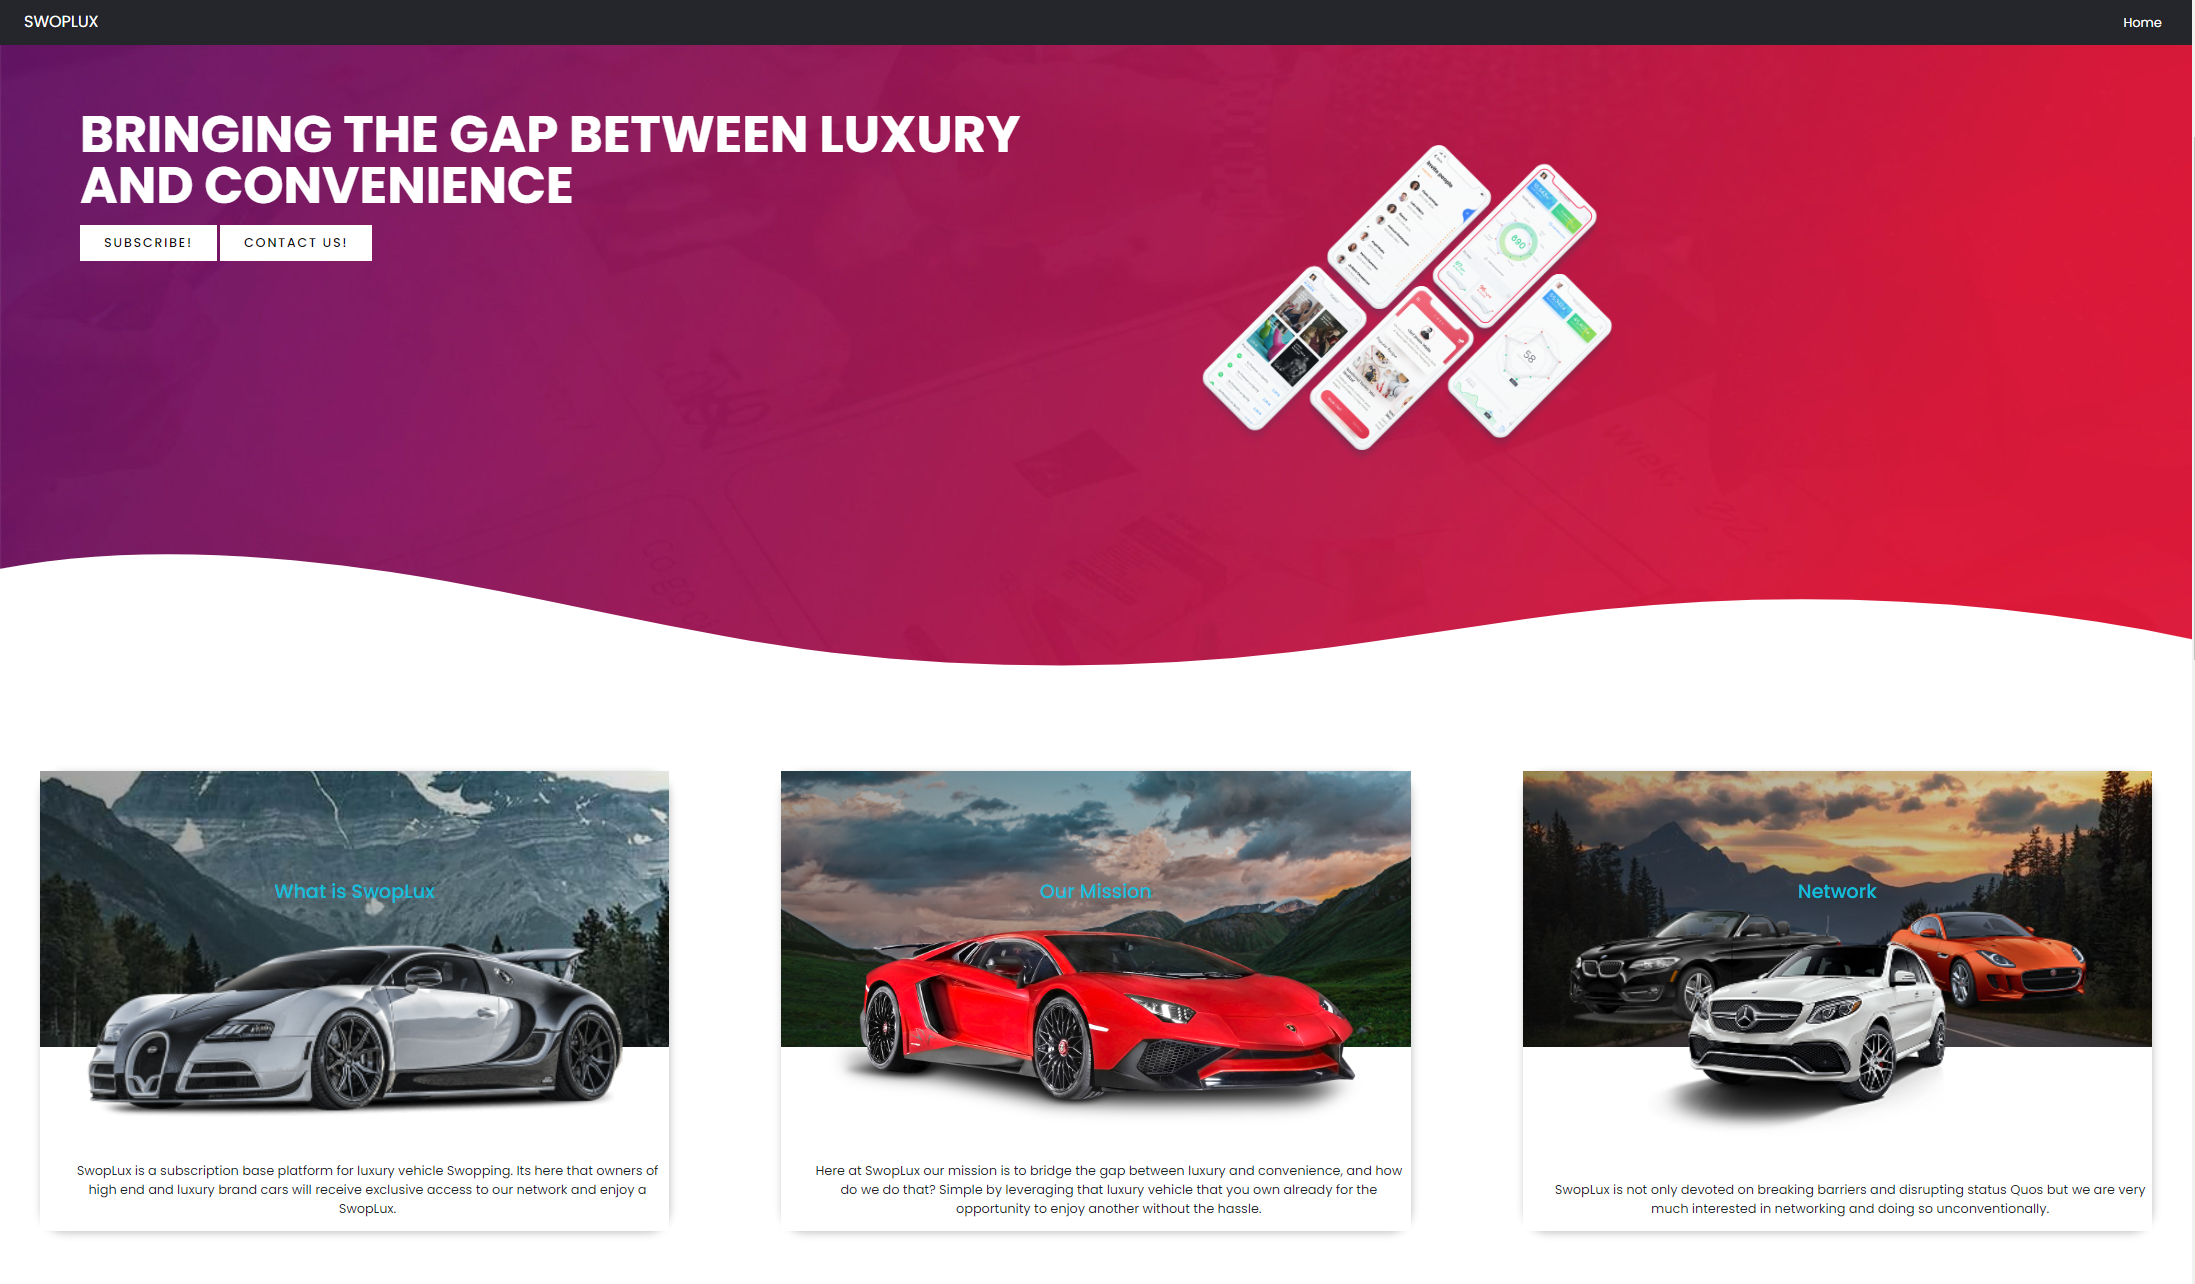 SWOPLUX
Home
BRINGING THE GAP BETWEEN LUXURY
AND CONVENIENCE
SUBSCRIBE!
CONTACT US!
Invite people
890
58
What is SwopLux
Our Mission
Network
SwopLux is a subscription base platform for luxury vehicle Swopping. Its here that owners of
high end and luxury brand cars will receive exclusive access to our network and enjoy a
SwopLux.
Here at SwopLux our mission is to bridge the gap between luxury and convenience, and how
do we do that? Simple by leveraging that luxury vehicle that you own already for the
opportunity to enjoy another without the hassle.
SwopLux is not only devoted on breaking barriers and disrupting status Quos but we are very
much interested in networking and doing so unconventionally.